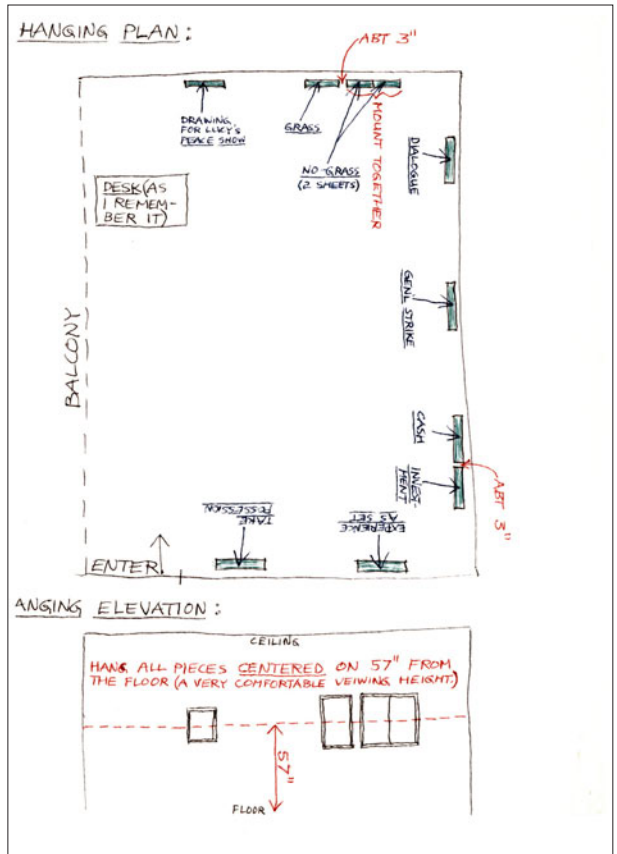 HANGING PLAN:
ABT 3"
DRAWING
FOR LUCY'S
PEACE SHOW
GRASS
NO-GRASS
(2 SHEETS)
MOUNT TOGETHER
DIALOGUE
DESK (AS
I REMEM-
BER IT)
GEN'L STRIKE
BALCONY
CASH
INVEST-
MENT
ABT 3"
TAKE
POSSESSION
EXPERIENCE
AS SET
ENTER
ANGING ELEVATION:
CEILING
HANG ALL PIECES CENTERED ON 57" FROM
THE FLOOR (A VERY COMFORTABLE VEIWING HEIGHT.)
57"
FLOOR